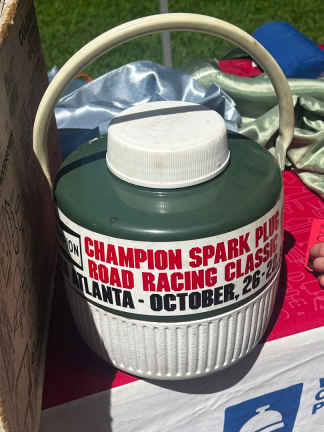 CHAMPION SPARK PLUG
ROAD RACING CLASSIC
ATLANTA - OCTOBER, 26-2